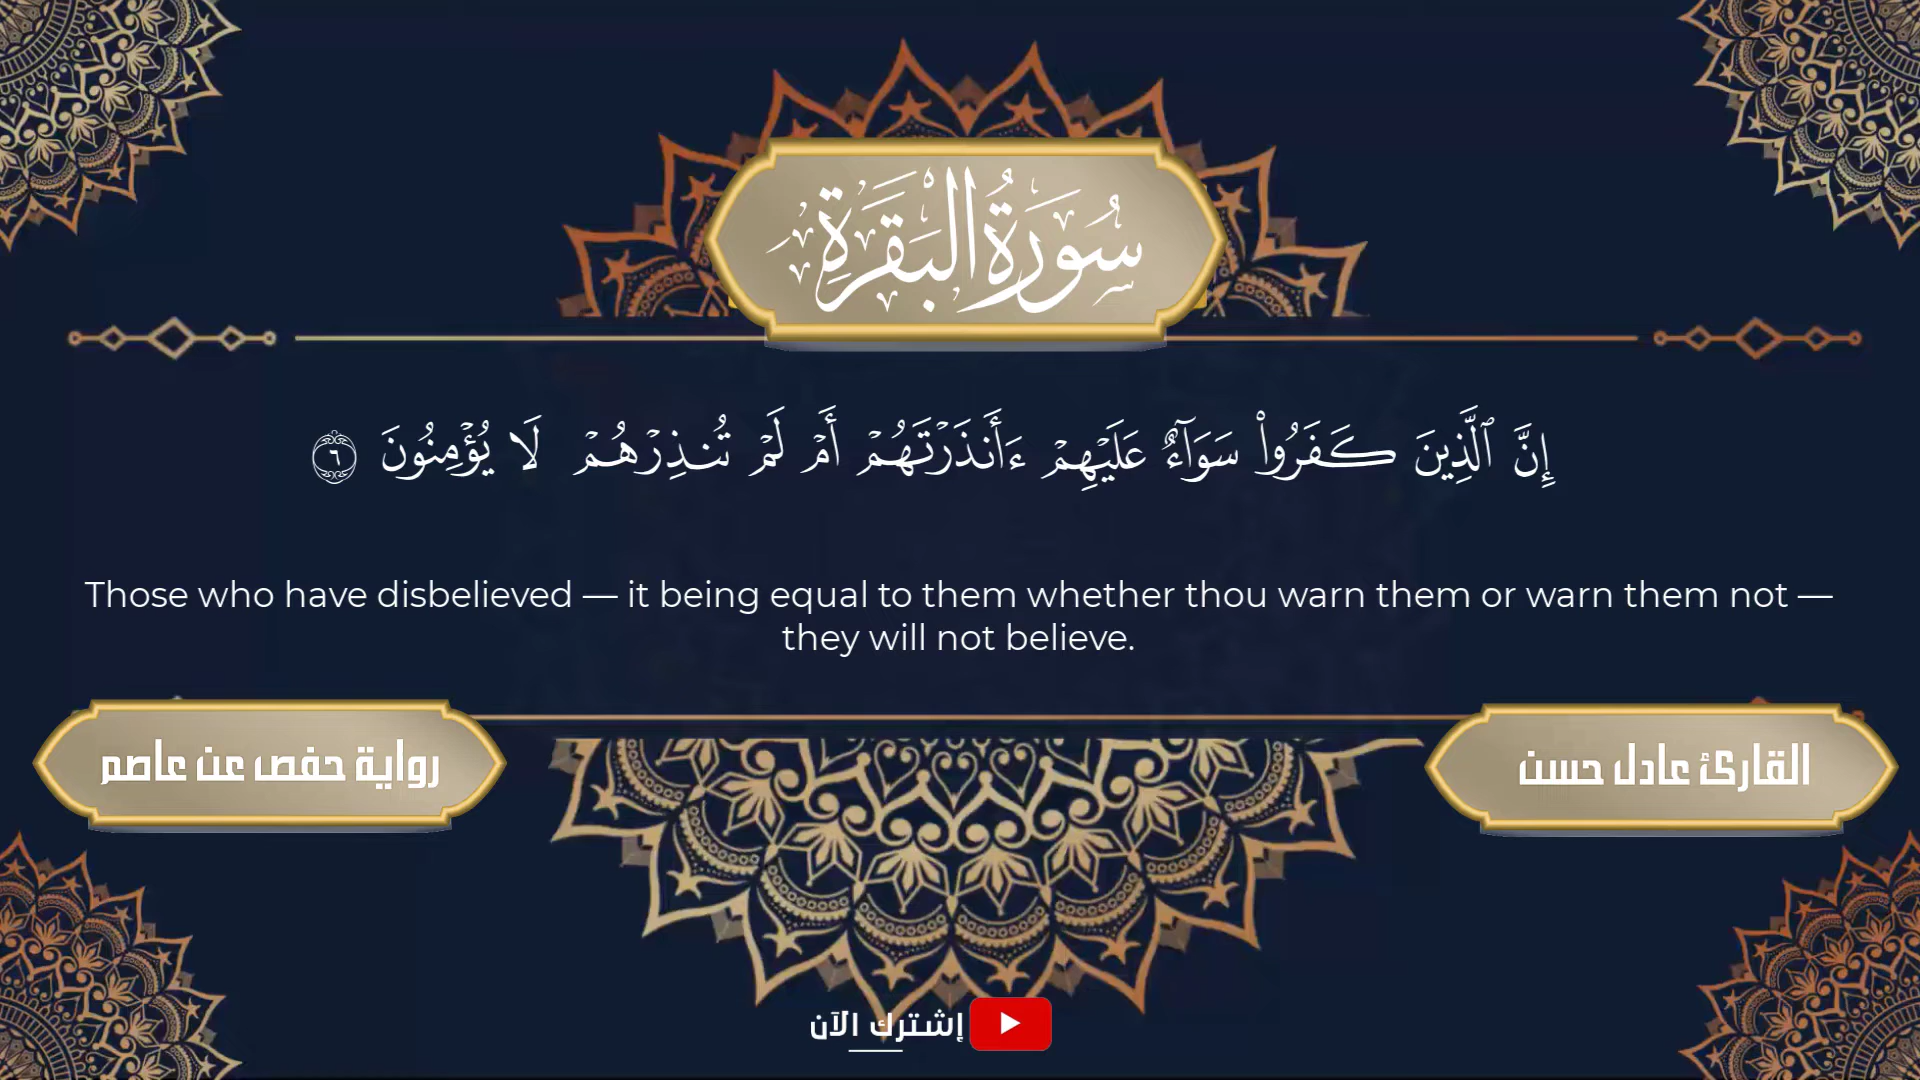 سُورَةُ البَقَرَةِ
إِنَّ ٱلَّذِينَ كَفَرُوا۟ سَوَآءٌ عَلَيْهِمْ ءَأَنذَرْتَهُمْ أَمْ لَمْ تُنذِرْهُمْ لَا يُؤْمِنُونَ ٦
Those who have disbelieved — it being equal to them whether thou warn them or warn them not —
they will not believe.
القارئ عادل حسن
رواية حفص عن عاصم
إشترك الآن